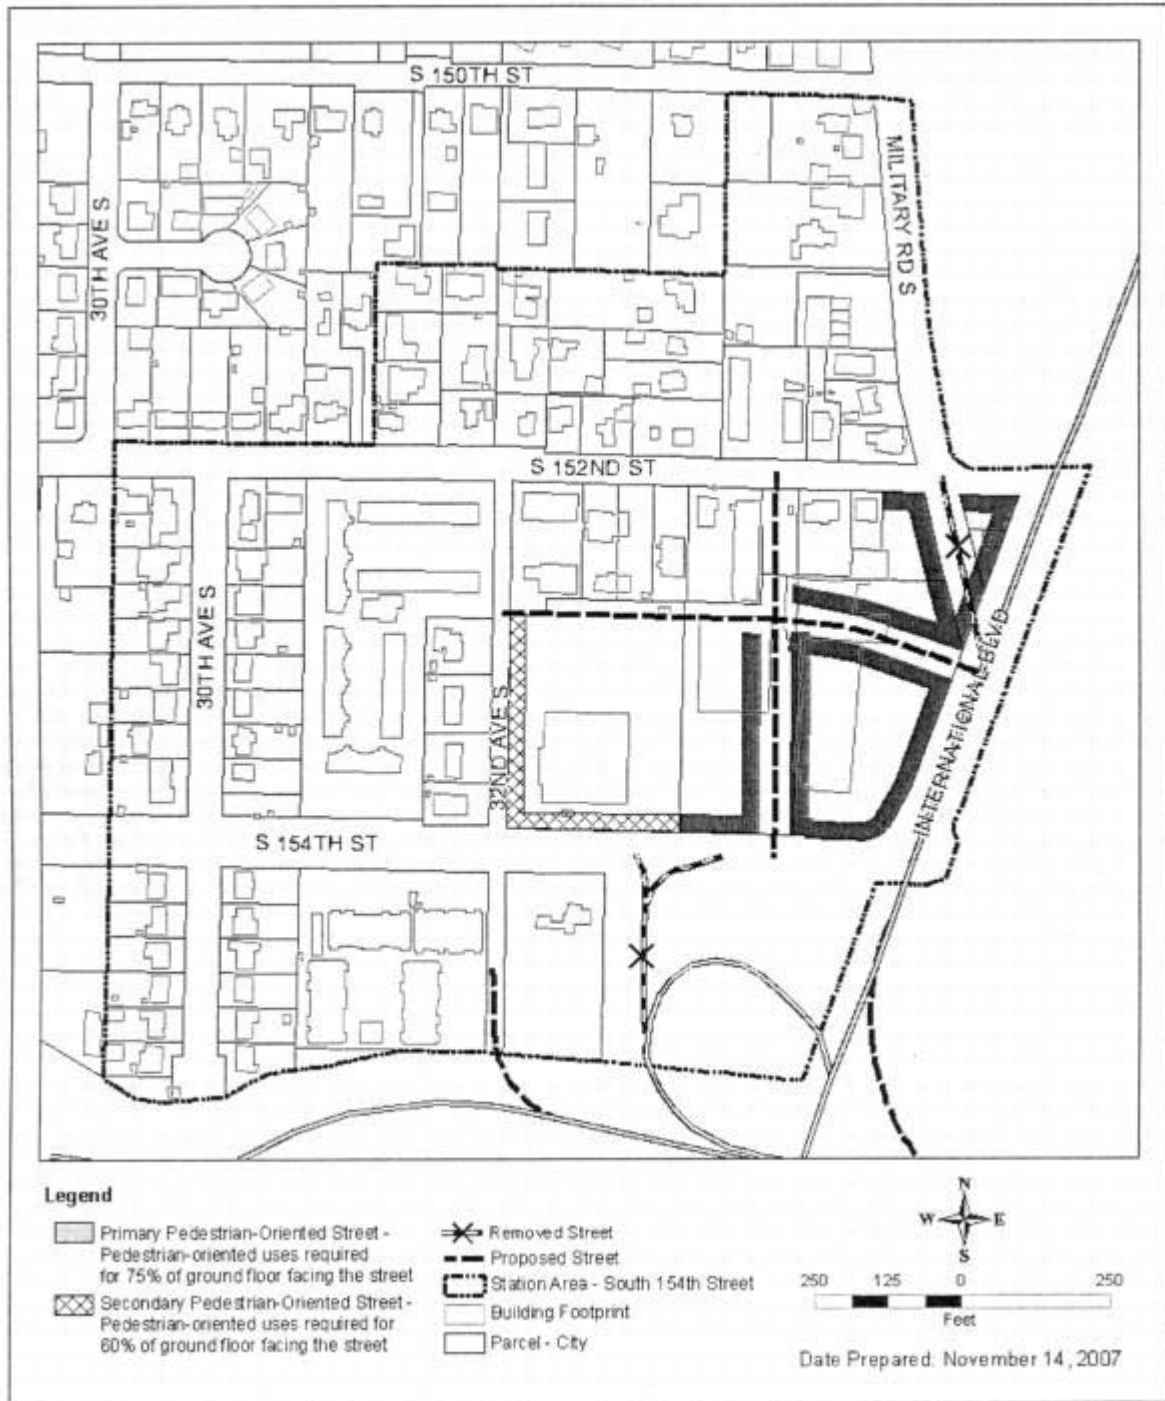 S 150TH ST
MILITARY RD S
30TH AVE S
S 152ND ST
30TH AVE S
32ND AVE S
INTERNATIONAL BLVD
S 154TH ST
Legend
Primary Pedestrian-Oriented Street -
Pedestrian-oriented uses required
for 75% of ground floor facing the street
Secondary Pedestrian-Oriented Street -
Pedestrian-oriented uses required for
60% of ground floor facing the street
Removed Street
Proposed Street
Station Area - South 154th Street
Building Footprint
Parcel - City
N
W E
S
250 125 0 250
Feet
Date Prepared: November 14, 2007